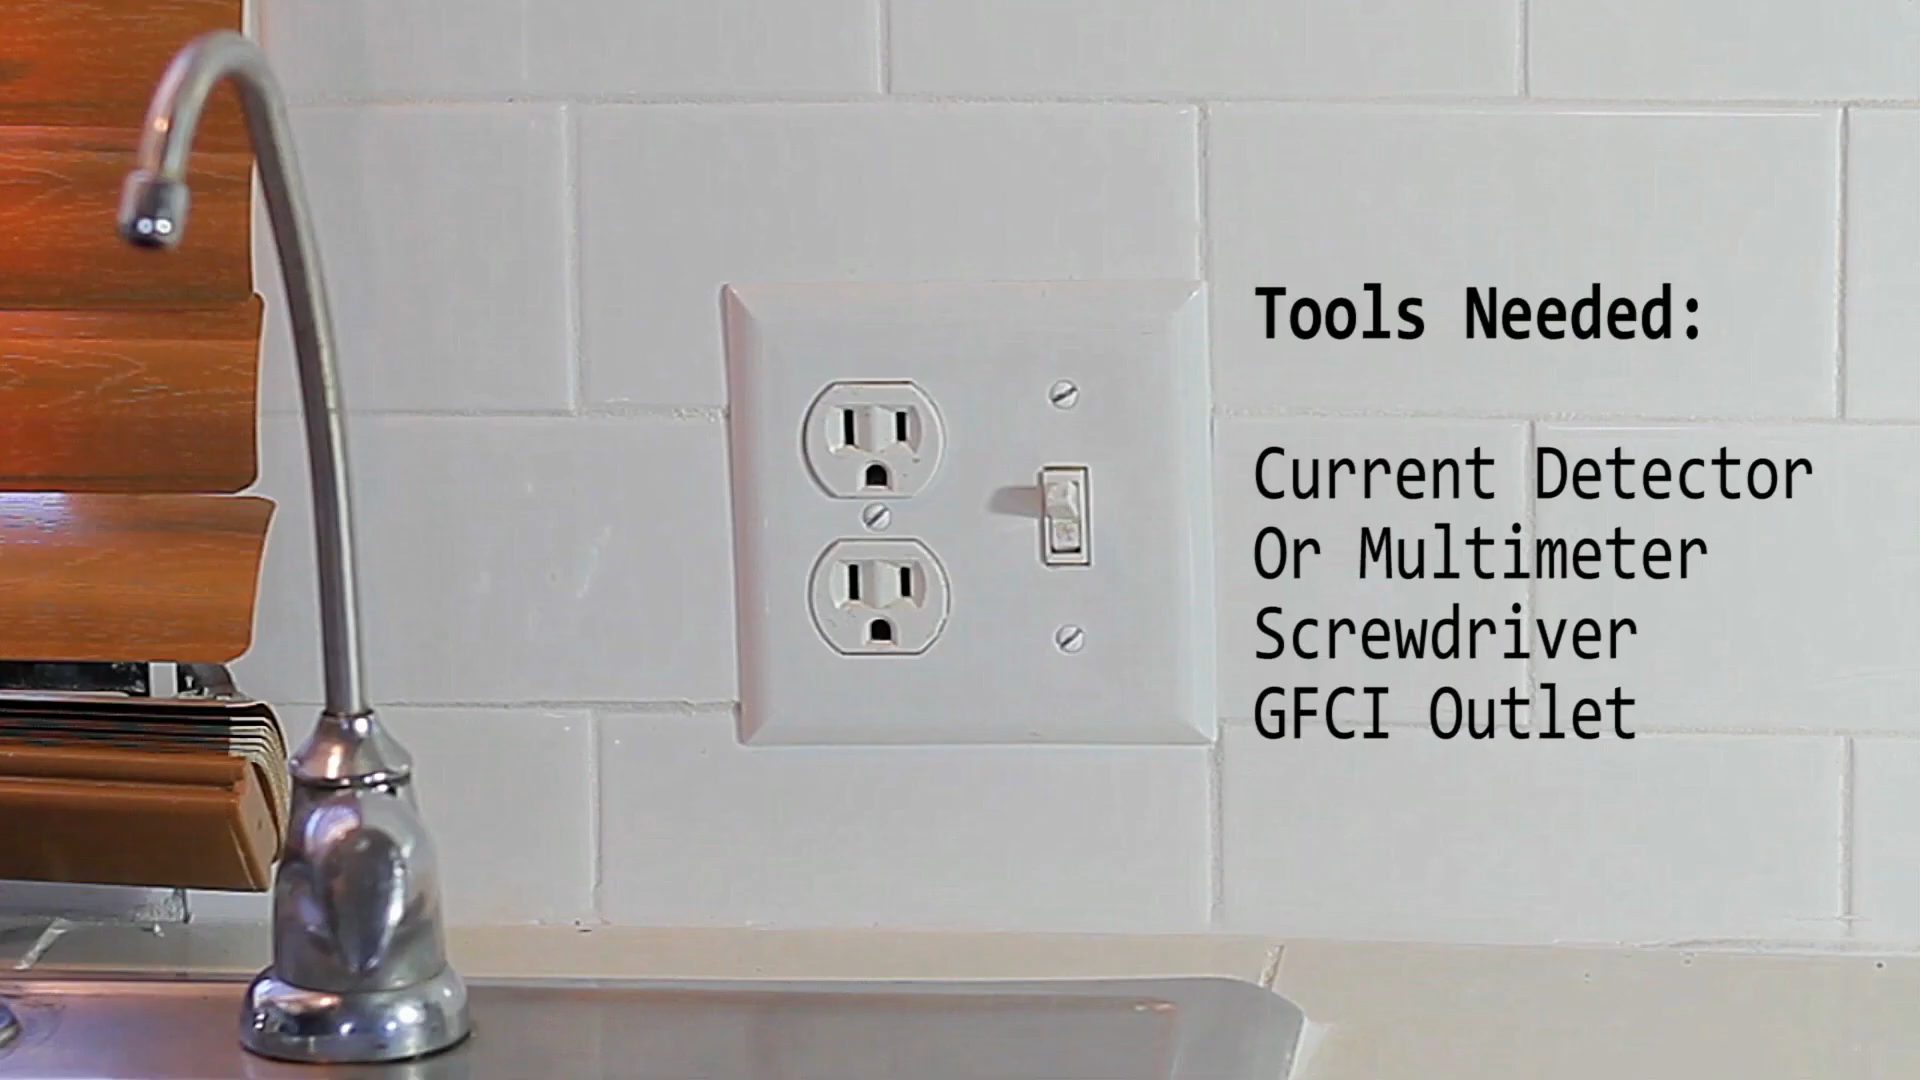 Tools Needed:
Current Detector
Or Multimeter
Screwdriver
GFCI Outlet